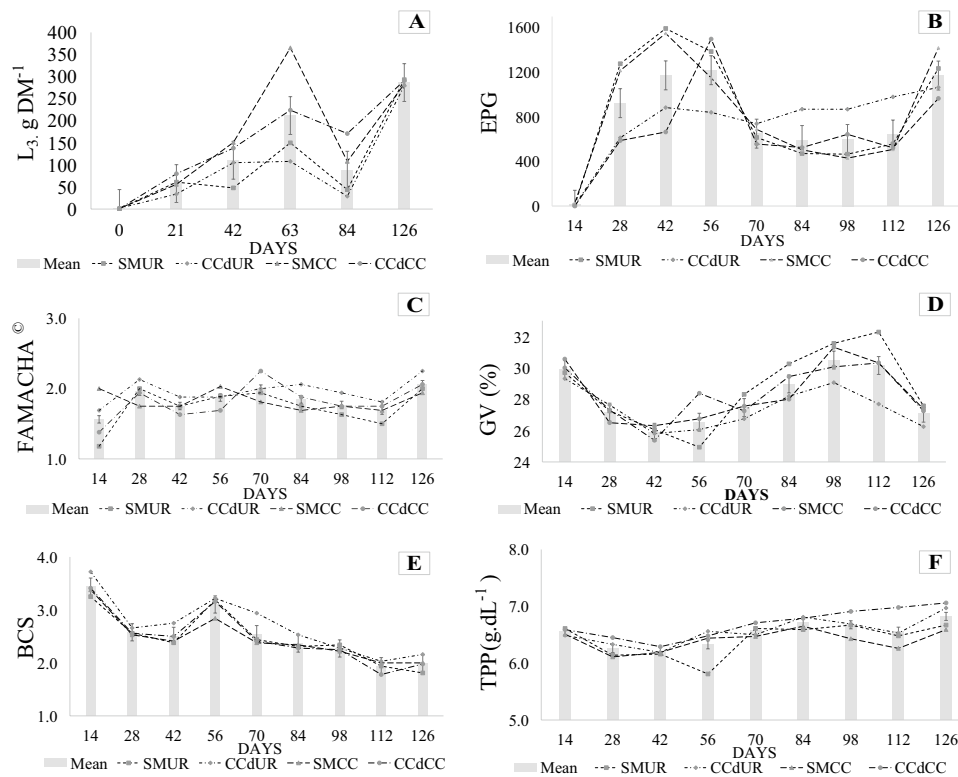 A
L3. g DM-1
400
350
300
250
200
150
100
50
0
0 21 42 63 84 126
DAYS
Mean SMUR CCdUR SMCC CCdCC
B
EPG
1600
1200
800
400
0
14 28 42 56 70 84 98 112 126
DAYS
Mean SMUR CCdUR SMCC CCdCC
C
FAMACHA ©
3.0
2.0
1.0
14 28 42 56 70 84 98 112 126
DAYS
Mean SMUR CCdUR SMCC CCdCC
D
GV (%)
32
30
28
26
24
14 28 42 56 70 84 98 112 126
DAYS
Mean SMUR CCdUR SMCC CCdCC
E
BCS
4.0
3.0
2.0
1.0
14 28 42 56 70 84 98 112 126
DAYS
Mean SMUR CCdUR SMCC CCdCC
F
TPP(g.dL-1)
8.0
7.0
6.0
5.0
14 28 42 56 70 84 98 112 126
DAYS
Mean SMUR CCdUR SMCC CCdCC